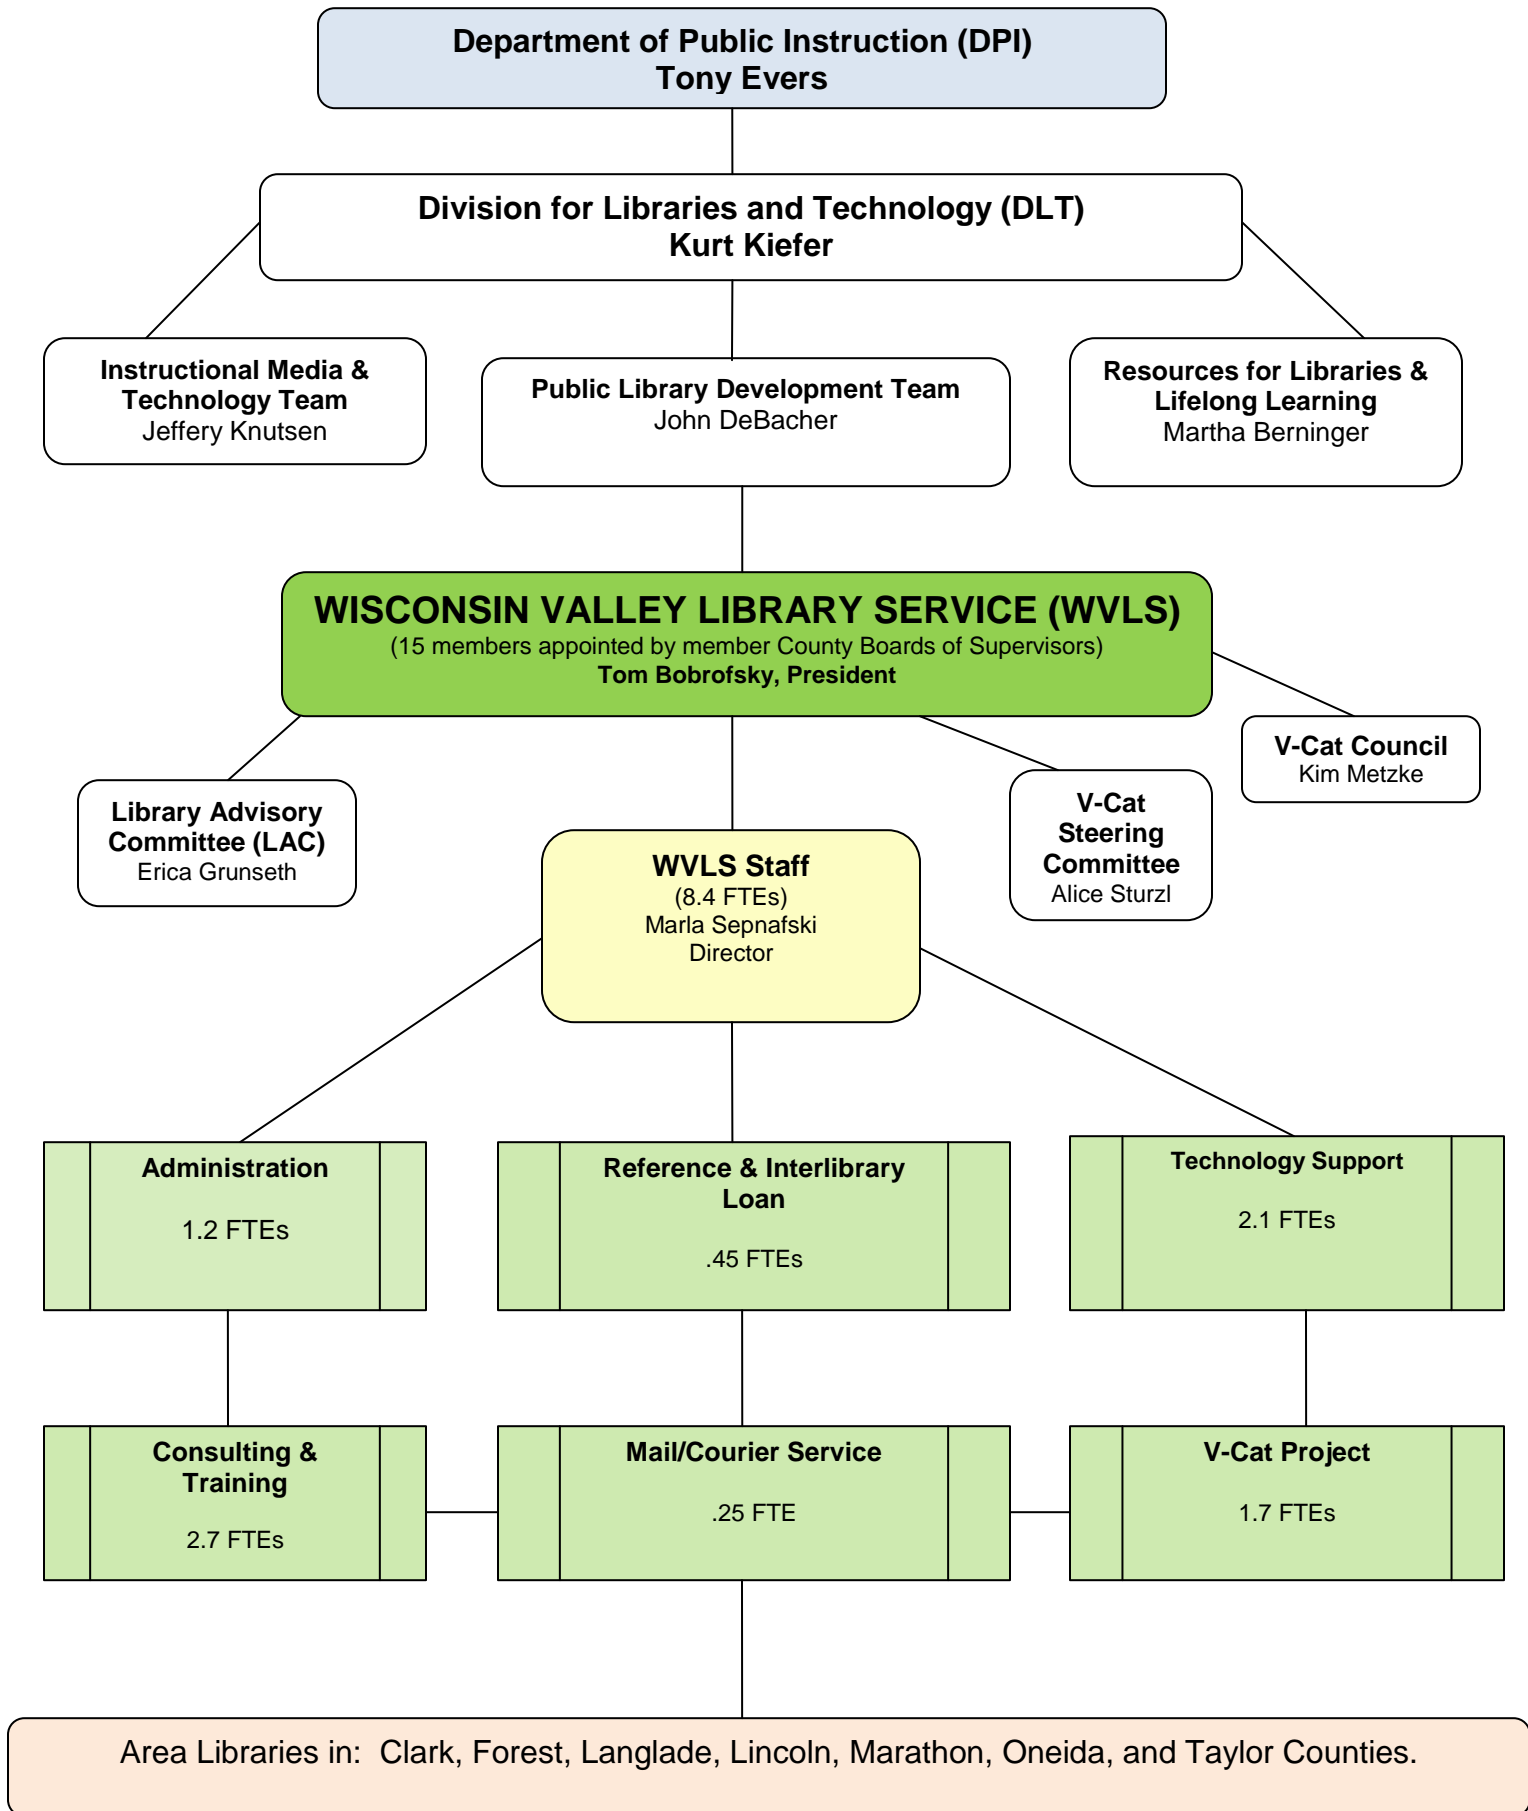 Department of Public Instruction (DPI)
Tony Evers
Division for Libraries and Technology (DLT)
Kurt Kiefer
Instructional Media &
Technology Team
Jeffery Knutsen
Public Library Development Team
John DeBacher
Resources for Libraries &
Lifelong Learning
Martha Berninger
WISCONSIN VALLEY LIBRARY SERVICE (WVLS)
(15 members appointed by member County Boards of Supervisors)
Tom Bobrofsky, President
V-Cat Council
Kim Metzke
Library Advisory
Committee (LAC)
Erica Grunseth
V-Cat
Steering
Committee
Alice Sturzl
WVLS Staff
(8.4 FTEs)
Marla Sepnafski
Director
Administration
1.2 FTEs
Reference & Interlibrary
Loan
.45 FTEs
Technology Support
2.1 FTEs
Consulting &
Training
2.7 FTEs
Mail/Courier Service
.25 FTE
V-Cat Project
1.7 FTEs
Area Libraries in:  Clark, Forest, Langlade, Lincoln, Marathon, Oneida, and Taylor Counties.